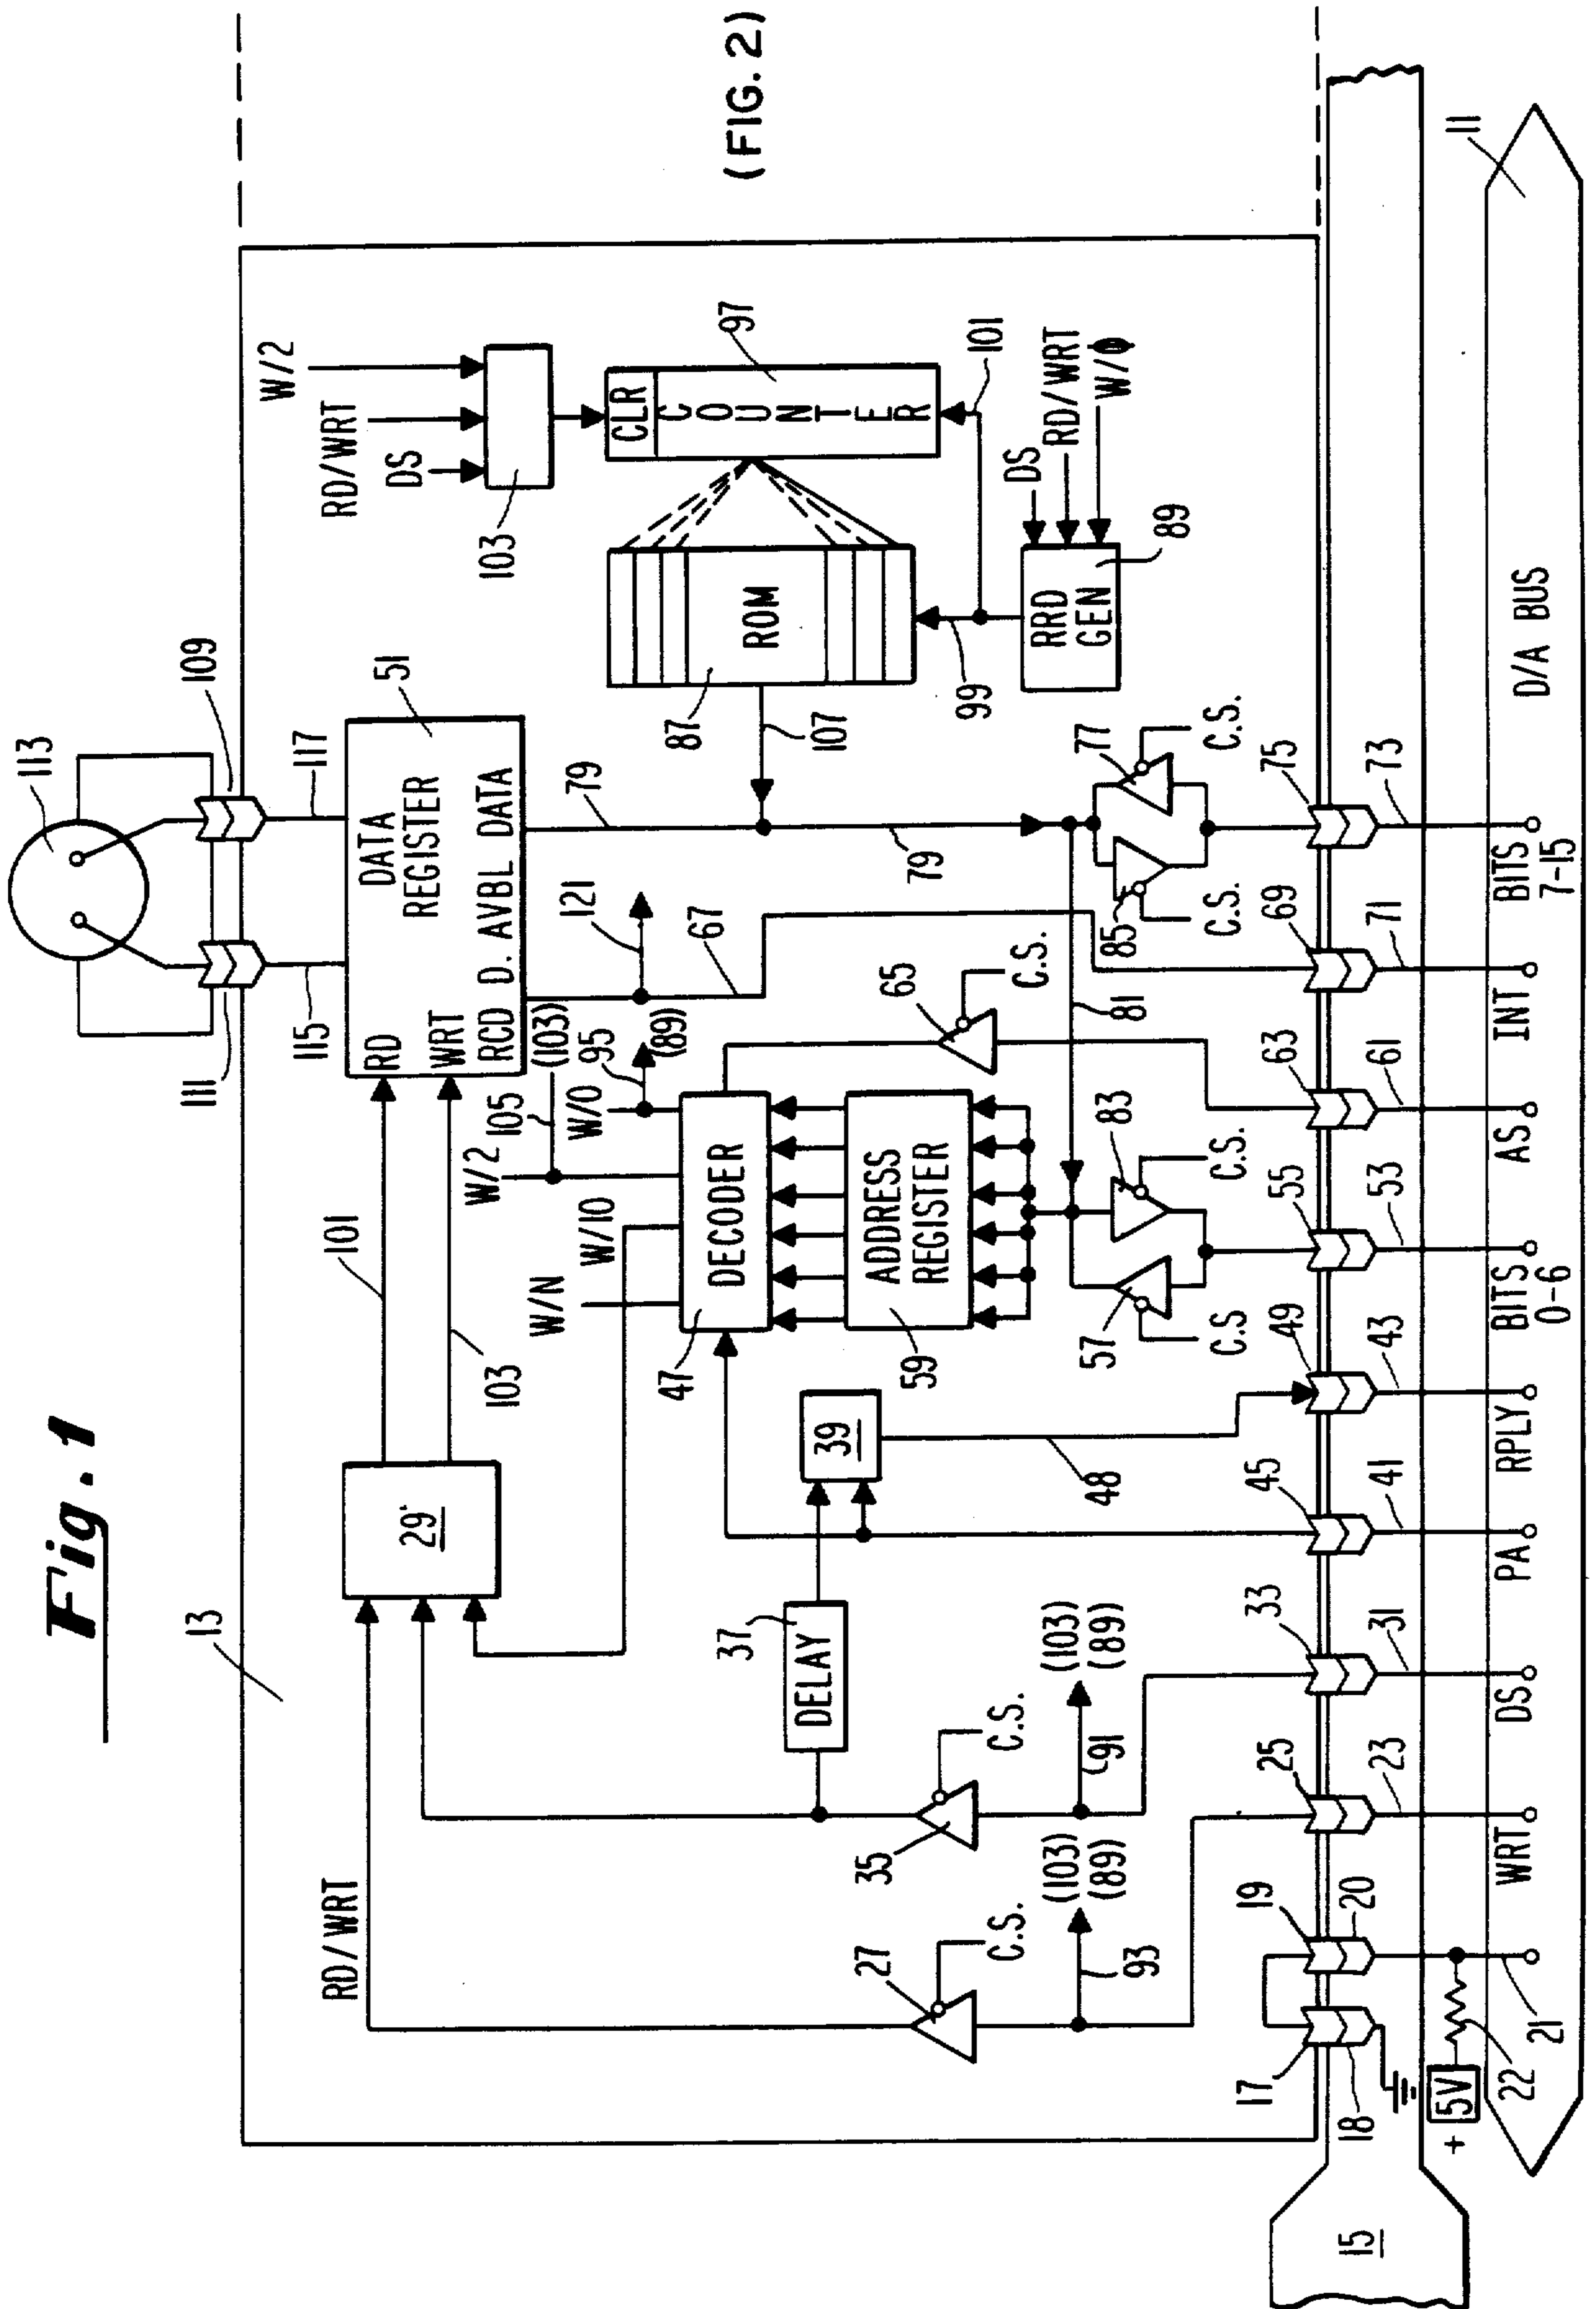 Fig. 1
(FIG. 2)
113
111
109
115
117
13
RD/WRT
29
101
103
RD
WRT
RCD D. AVBL DATA
DATA
REGISTER
51
W/2
RD/WRT
DS
103
CLR
COUNTER
97
101
ROM
87
107
99
RRD
GEN
89
DS
RD/WRT
W/0
W/N
W/10
W/2
105
(103)
W/0
95
(89)
121
67
79
79
DECODER
47
ADDRESS
REGISTER
59
65
C.S.
81
83
C.S.
57
C.S
85
C.S.
77
C.S.
DELAY
37
39
48
35
C.S.
(103)
(89)
91
27
C.S.
(103)
(89)
93
17
19
25
33
45
49
55
63
69
75
18
20
23
31
41
43
53
61
71
73
15
+ 5V
22
21
WRT
DS
PA
RPLY
BITS
0-6
AS
INT
BITS
7-15
D/A BUS
11